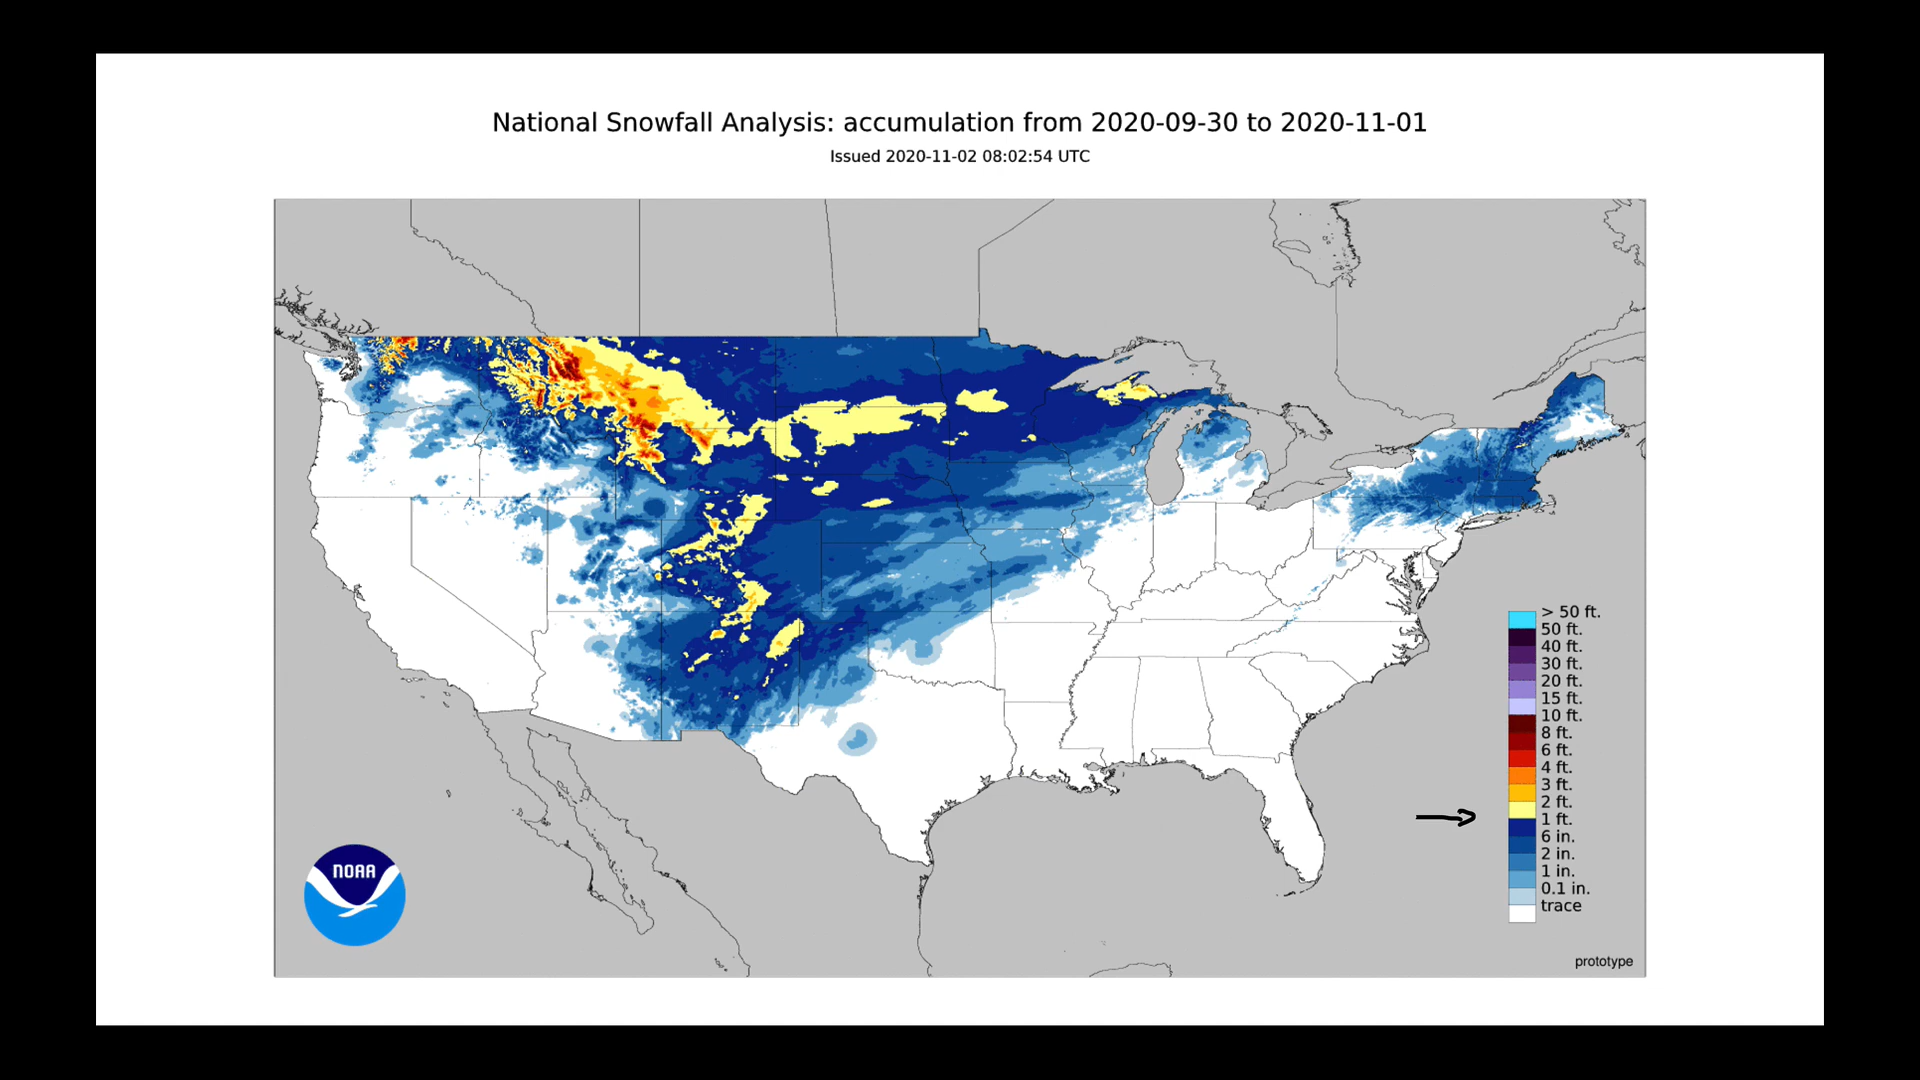 National Snowfall Analysis: accumulation from 2020-09-30 to 2020-11-01
Issued 2020-11-02 08:02:54 UTC
> 50 ft.
50 ft.
40 ft.
30 ft.
20 ft.
15 ft.
10 ft.
8 ft.
6 ft.
4 ft.
3 ft.
2 ft.
1 ft.
6 in.
2 in.
1 in.
0.1 in.
trace
NOAA
prototype